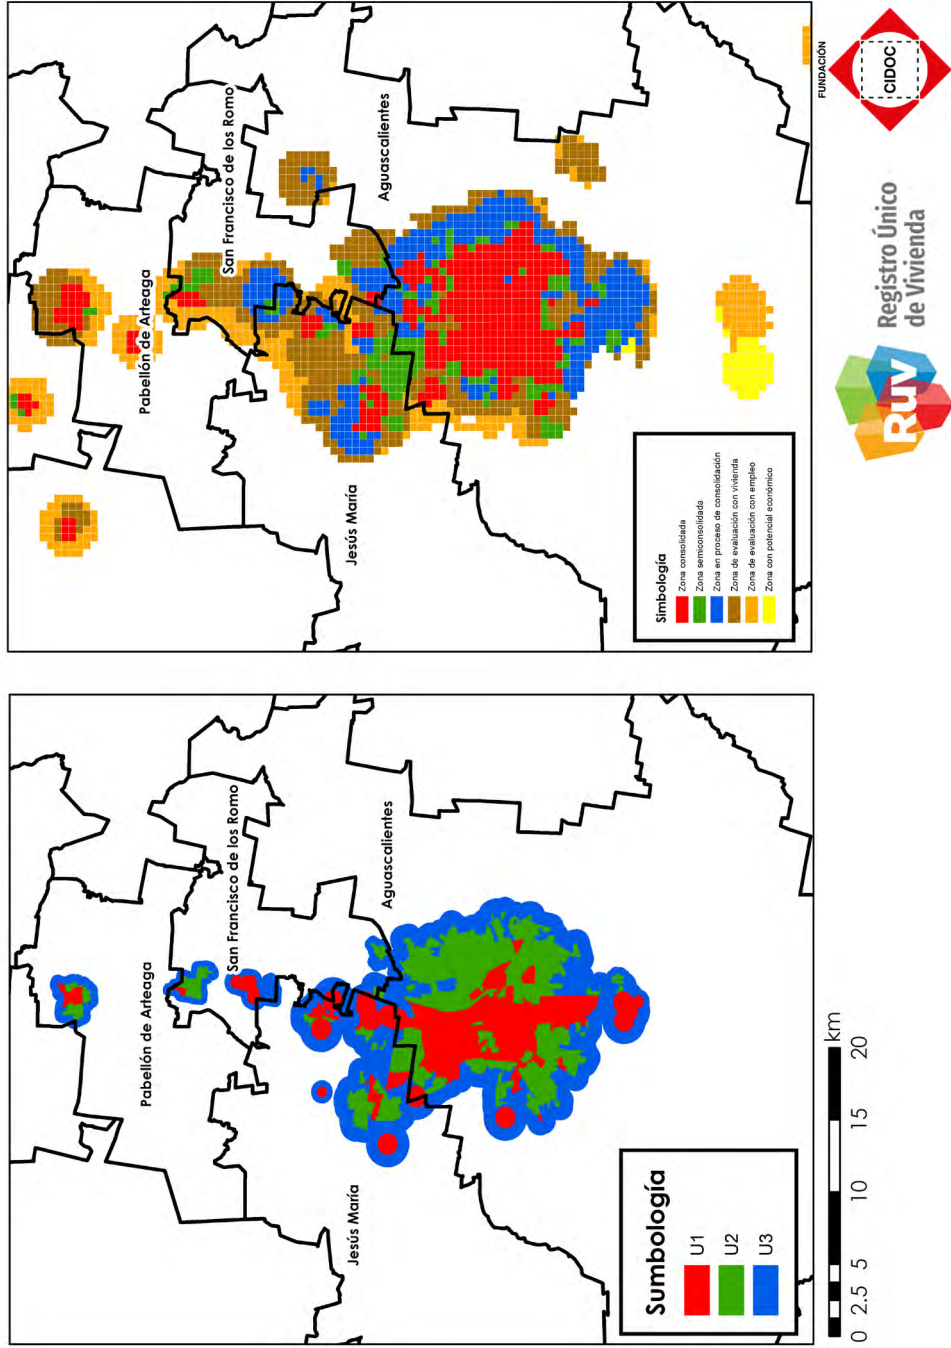 Pabellón de Arteaga
San Francisco de los Romo
Aguascalientes
Jesús María
Sumbología
U1
U2
U3
0 2.5 5 10 15 20
km
Pabellón de Arteaga
San Francisco de los Romo
Aguascalientes
Jesús María
Simbología
Zona consolidada
Zona semiconsolidada
Zona en proceso de consolidación
Zona de evaluación con vivienda
Zona de evaluación con empleo
Zona con potencial económico
Ruv
Registro Único
de Vivienda
FUNDACIÓN
CIDOC